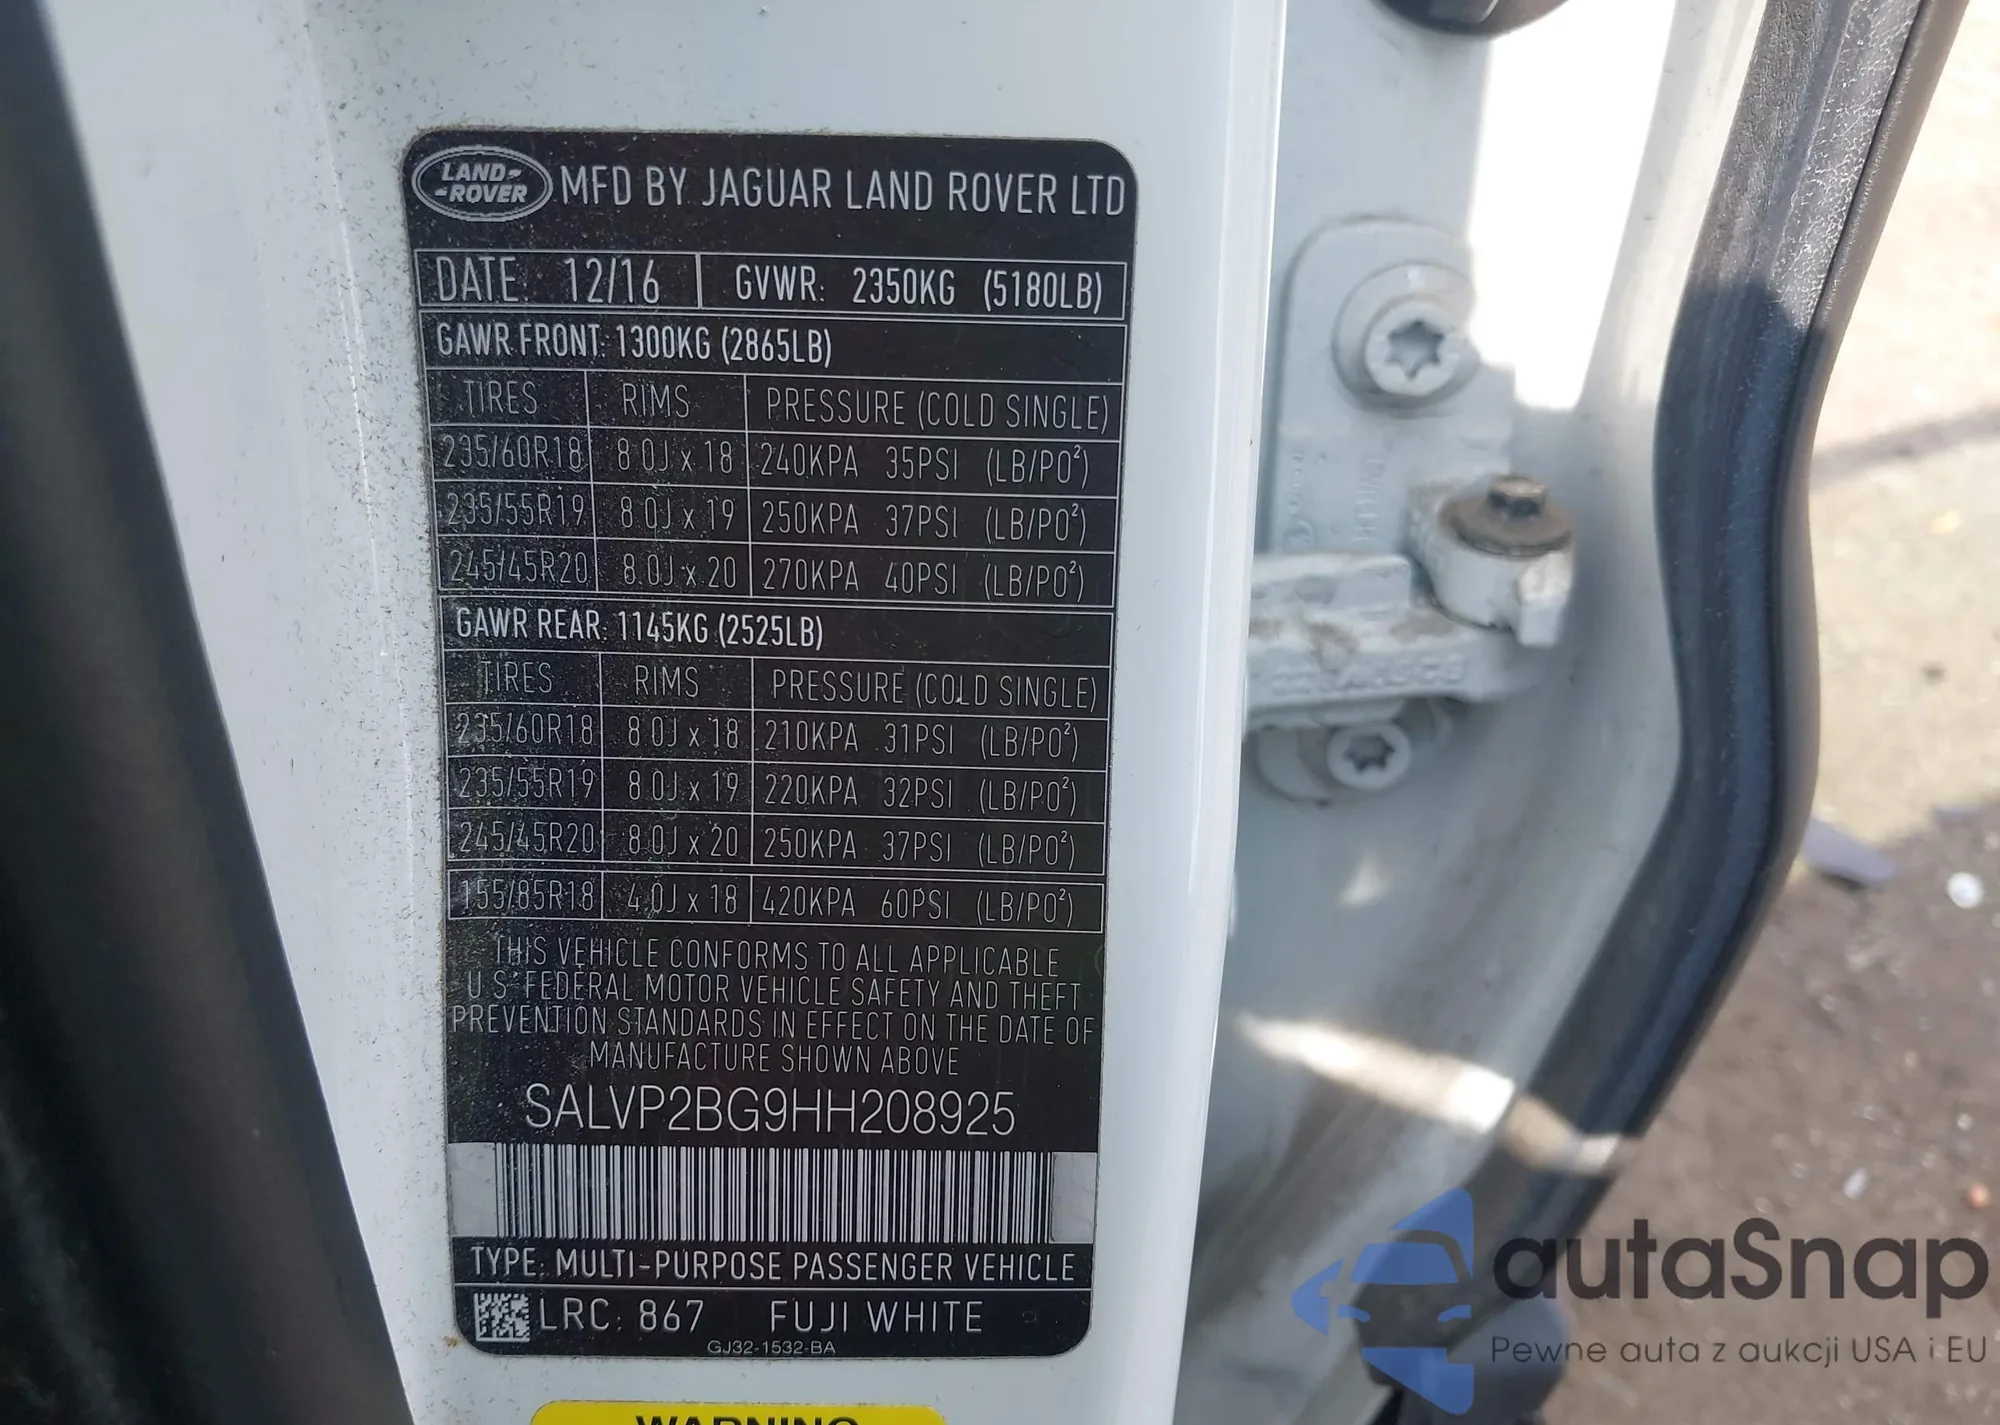 LAND-
-ROVER
MFD BY JAGUAR LAND ROVER LTD
DATE: 12/16 GVWR: 2350KG (5180LB)
GAWR FRONT: 1300KG (2865LB)
TIRES RIMS PRESSURE (COLD SINGLE)
235/60R18 8.0J x 18 240KPA 35PSI (LB/PO²)
235/55R19 8.0J x 19 250KPA 37PSI (LB/PO²)
245/45R20 8.0J x 20 270KPA 40PSI (LB/PO²)
GAWR REAR: 1145KG (2525LB)
TIRES RIMS PRESSURE (COLD SINGLE)
235/60R18 8.0J x 18 210KPA 31PSI (LB/PO²)
235/55R19 8.0J x 19 220KPA 32PSI (LB/PO²)
245/45R20 8.0J x 20 250KPA 37PSI (LB/PO²)
155/85R18 4.0J x 18 420KPA 60PSI (LB/PO²)
THIS VEHICLE CONFORMS TO ALL APPLICABLE
U S FEDERAL MOTOR VEHICLE SAFETY AND THEFT
PREVENTION STANDARDS IN EFFECT ON THE DATE OF
MANUFACTURE SHOWN ABOVE
SALVP2BG9HH208925
TYPE: MULTI-PURPOSE PASSENGER VEHICLE
LRC: 867 FUJI WHITE
GJ32-1532-BA
WARNING
autaSnap
Pewne auta z aukcji USA i EU